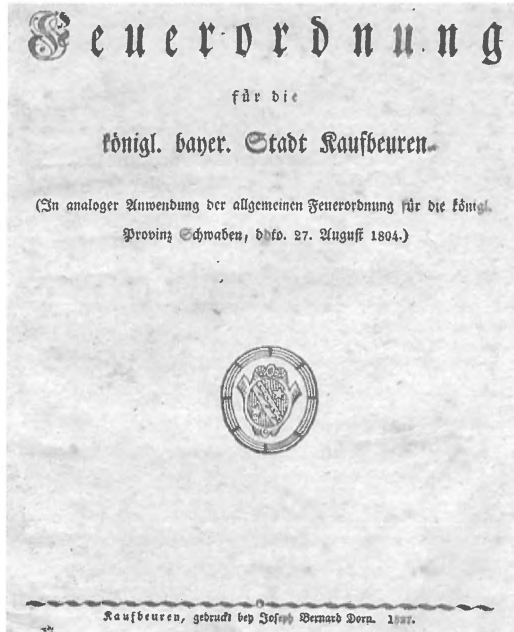 Feuerordnung
für die
königl. bayer. Stadt Kaufbeuren.
(In analoger Anwendung der allgemeinen Feuerordnung für die königl.
Provinz Schwaben, ddto. 27. August 1804.)
Kaufbeuren, gedruckt bey Joseph Bernard Dorn.